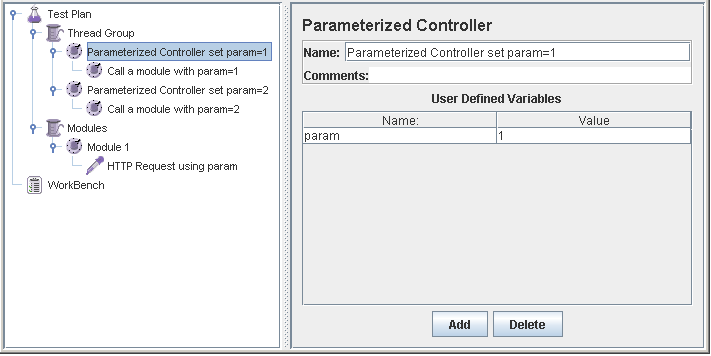 Test Plan
Thread Group
Parameterized Controller set param=1
Call a module with param=1
Parameterized Controller set param=2
Call a module with param=2
Modules
Module 1
HTTP Request using param
WorkBench
Parameterized Controller
Name: Parameterized Controller set param=1
Comments:
User Defined Variables
Name: Value
param 1
Add Delete